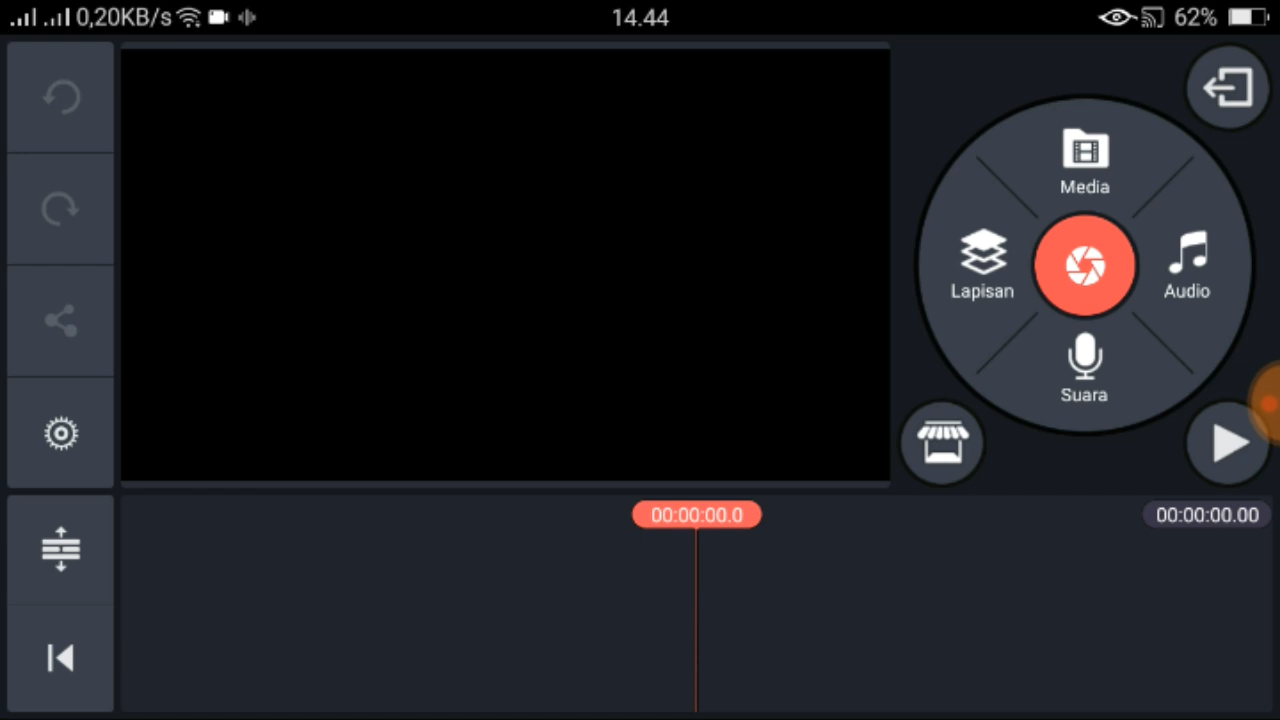 0,20KB/s
14.44
62%
Media
Lapisan
Audio
Suara
00:00:00.0
00:00:00.00